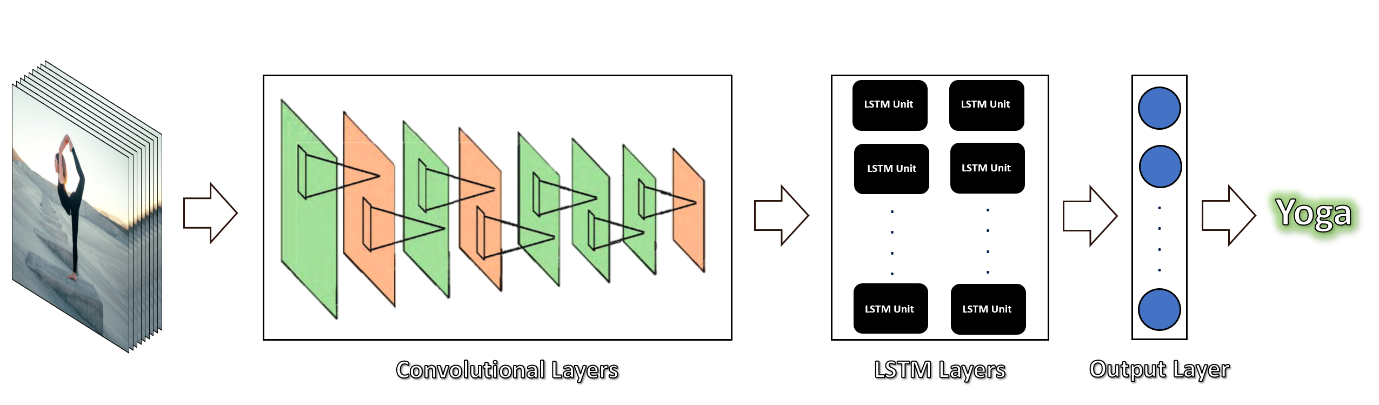 LSTM Unit LSTM Unit
LSTM Unit LSTM Unit
LSTM Unit LSTM Unit
Yoga
Convolutional Layers
LSTM Layers
Output Layer